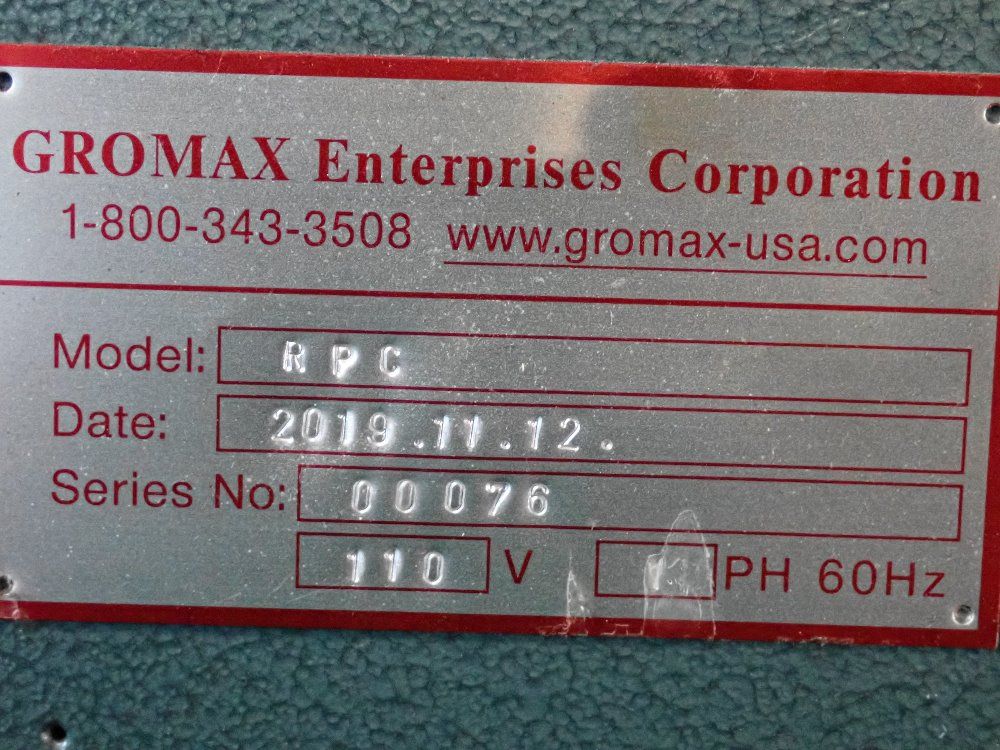 GROMAX Enterprises Corporation
1-800-343-3508 www.gromax-usa.com
Model: RPC
Date: 2019.11.12.
Series No: 00076
110 V PH 60Hz